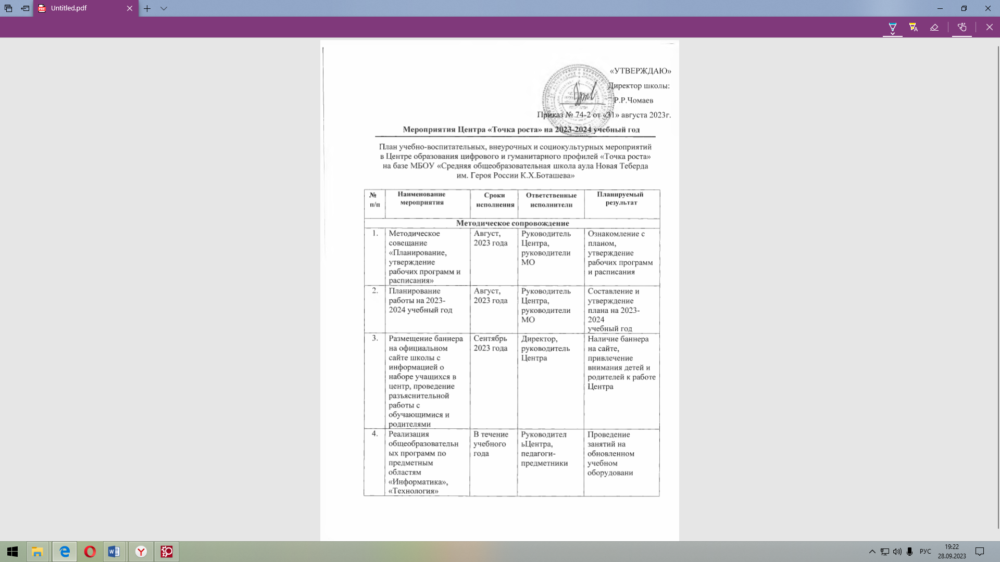 Untitled.pdf
«УТВЕРЖДАЮ»
Директор школы:
Р.Р.Чомаев
Приказ № 74-2 от «31» августа 2023г.
Мероприятия Центра «Точка роста» на 2023-2024 учебный год
План учебно-воспитательных, внеурочных и социокультурных мероприятий
в Центре образования цифрового и гуманитарного профилей «Точка роста»
на базе МБОУ «Средняя общеобразовательная школа аула Новая Теберда
им. Героя России К.Х.Боташева»
№
п/п
Наименование
мероприятия
Сроки
исполнения
Ответственные
исполнители
Планируемый
результат
Методическое сопровождение
1.
Методическое
совещание
«Планирование,
утверждение
рабочих программ и
расписания»
Август,
2023 года
Руководитель
Центра,
руководители
МО
Ознакомление с
планом,
утверждение
рабочих программ
и расписания
2.
Планирование
работы на 2023-
2024 учебный год
Август,
2023 года
Руководитель
Центра,
руководители
МО
Составление и
утверждение
плана на 2023-
2024
учебный год
3.
Размещение баннера
на официальном
сайте школы с
информацией о
наборе учащихся в
центр, проведение
разъяснительной
работы с
обучающимися и
родителями
Сентябрь
2023 года
Директор,
руководитель
Центра
Наличие баннера
на сайте,
привлечение
внимания детей и
родителей к работе
Центра
4.
Реализация
общеобразовательн
ых программ по
предметным
областям
«Информатика»,
«Технология»
В течение
учебного
года
Руководител
ьЦентра,
педагоги-
предметники
Проведение
занятий на
обновленном
учебном
оборудовани
РУС
19:22
28.09.2023